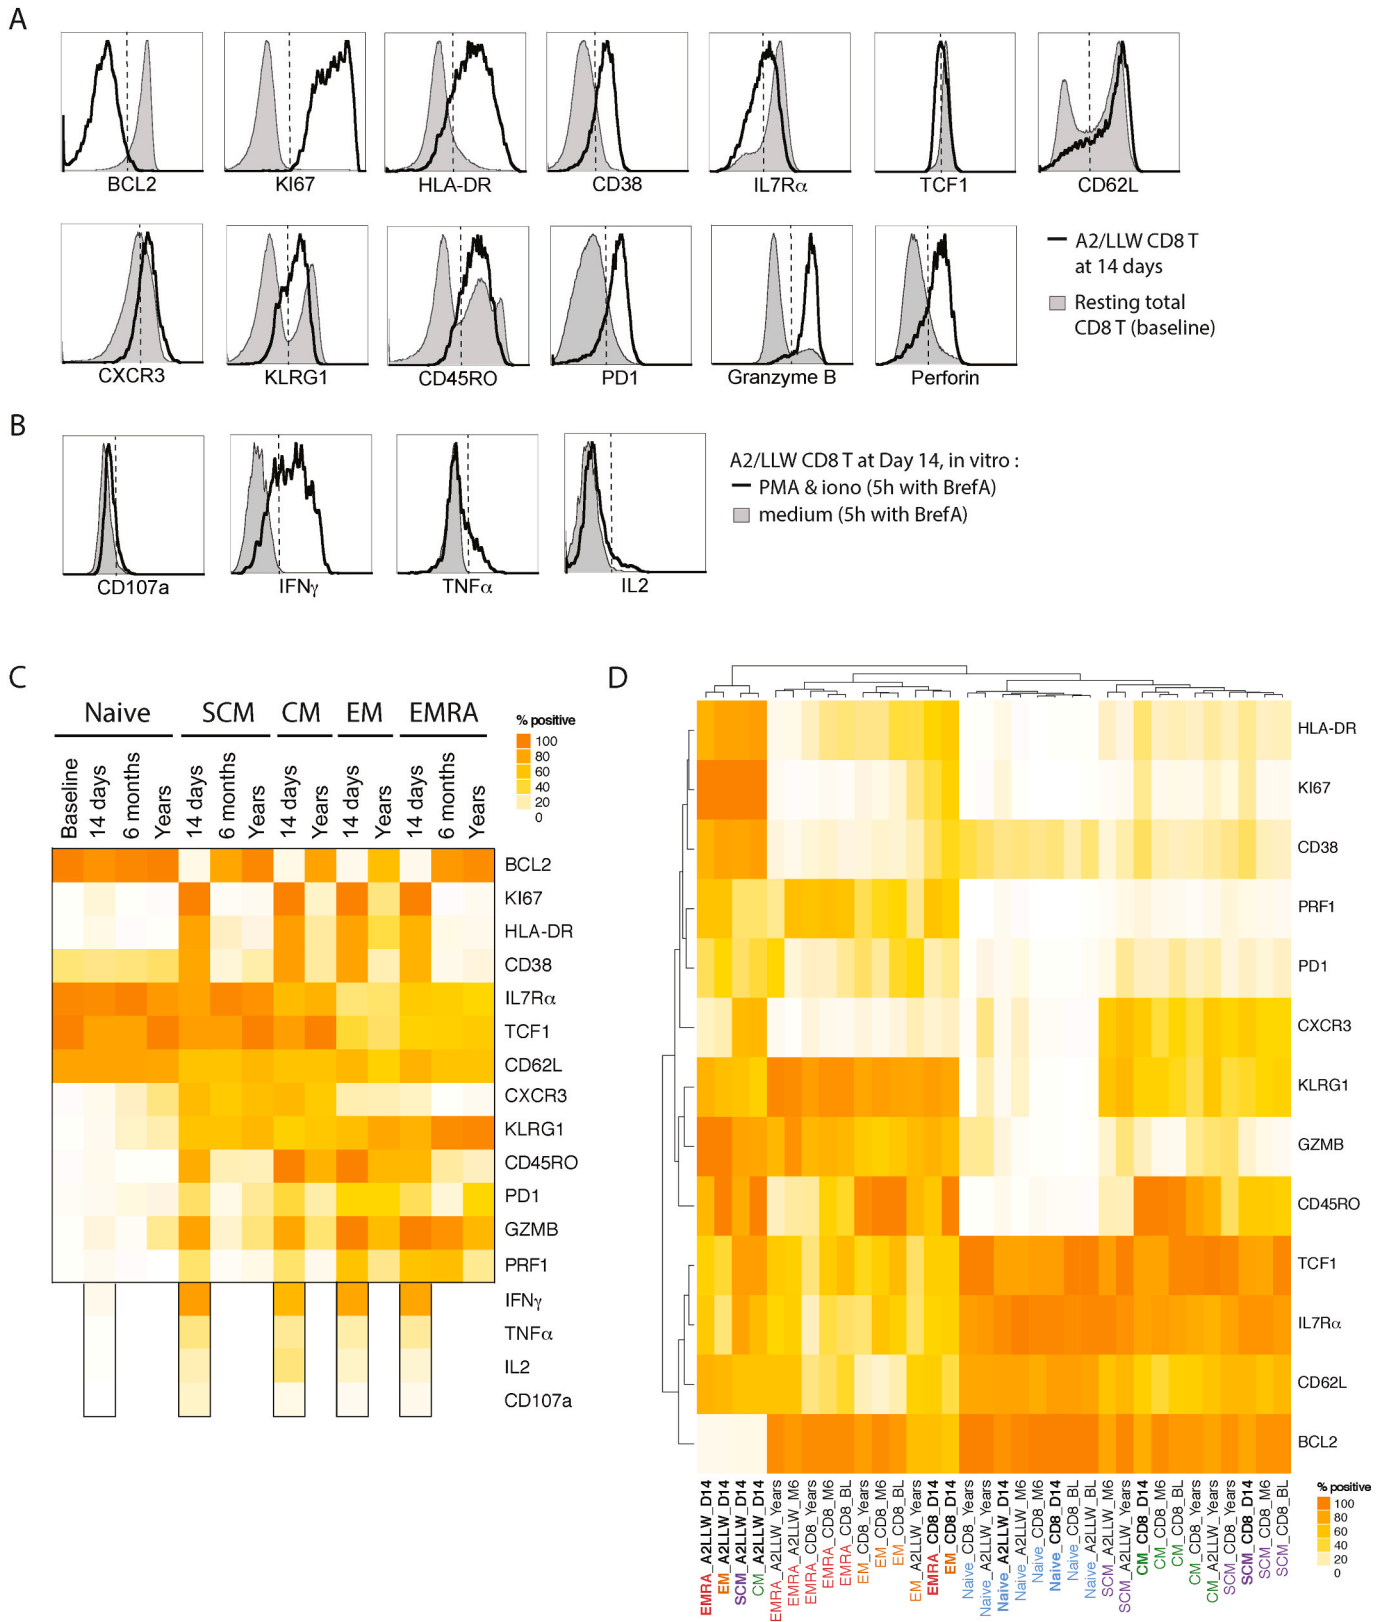 A
BCL2 KI67 HLA-DR CD38 IL7Rα TCF1 CD62L
CXCR3 KLRG1 CD45RO PD1 Granzyme B Perforin
A2/LLW CD8 T
at 14 days
Resting total
CD8 T (baseline)
B
CD107a IFNγ TNFα IL2
A2/LLW CD8 T at Day 14, in vitro :
PMA & iono (5h with BrefA)
medium (5h with BrefA)
C
Naive SCM CM EM EMRA
Baseline
14 days
6 months
Years
14 days
6 months
Years
14 days
Years
14 days
Years
14 days
6 months
Years
% positive
100
80
60
40
20
0
BCL2
KI67
HLA-DR
CD38
IL7Rα
TCF1
CD62L
CXCR3
KLRG1
CD45RO
PD1
GZMB
PRF1
IFNγ
TNFα
IL2
CD107a
D
HLA-DR
KI67
CD38
PRF1
PD1
CXCR3
KLRG1
GZMB
CD45RO
TCF1
IL7Rα
CD62L
BCL2
EMRA_A2LLW_D14
EM_A2LLW_D14
SCM_A2LLW_D14
CM_A2LLW_D14
EMRA_A2LLW_Years
EMRA_A2LLW_M6
EMRA_CD8_Years
EMRA_CD8_M6
EMRA_CD8_BL
EM_CD8_Years
EM_CD8_M6
EM_CD8_BL
EM_A2LLW_Years
EMRA_CD8_D14
EM_CD8_D14
Naive_CD8_Years
Naive_A2LLW_Years
Naive_A2LLW_D14
Naive_A2LLW_M6
Naive_CD8_M6
Naive_CD8_D14
Naive_CD8_BL
Naive_A2LLW_BL
SCM_A2LLW_M6
SCM_A2LLW_Years
CM_CD8_D14
CM_CD8_M6
CM_CD8_BL
CM_CD8_Years
CM_A2LLW_Years
SCM_CD8_Years
SCM_CD8_D14
SCM_CD8_M6
SCM_CD8_BL
% positive
100
80
60
40
20
0